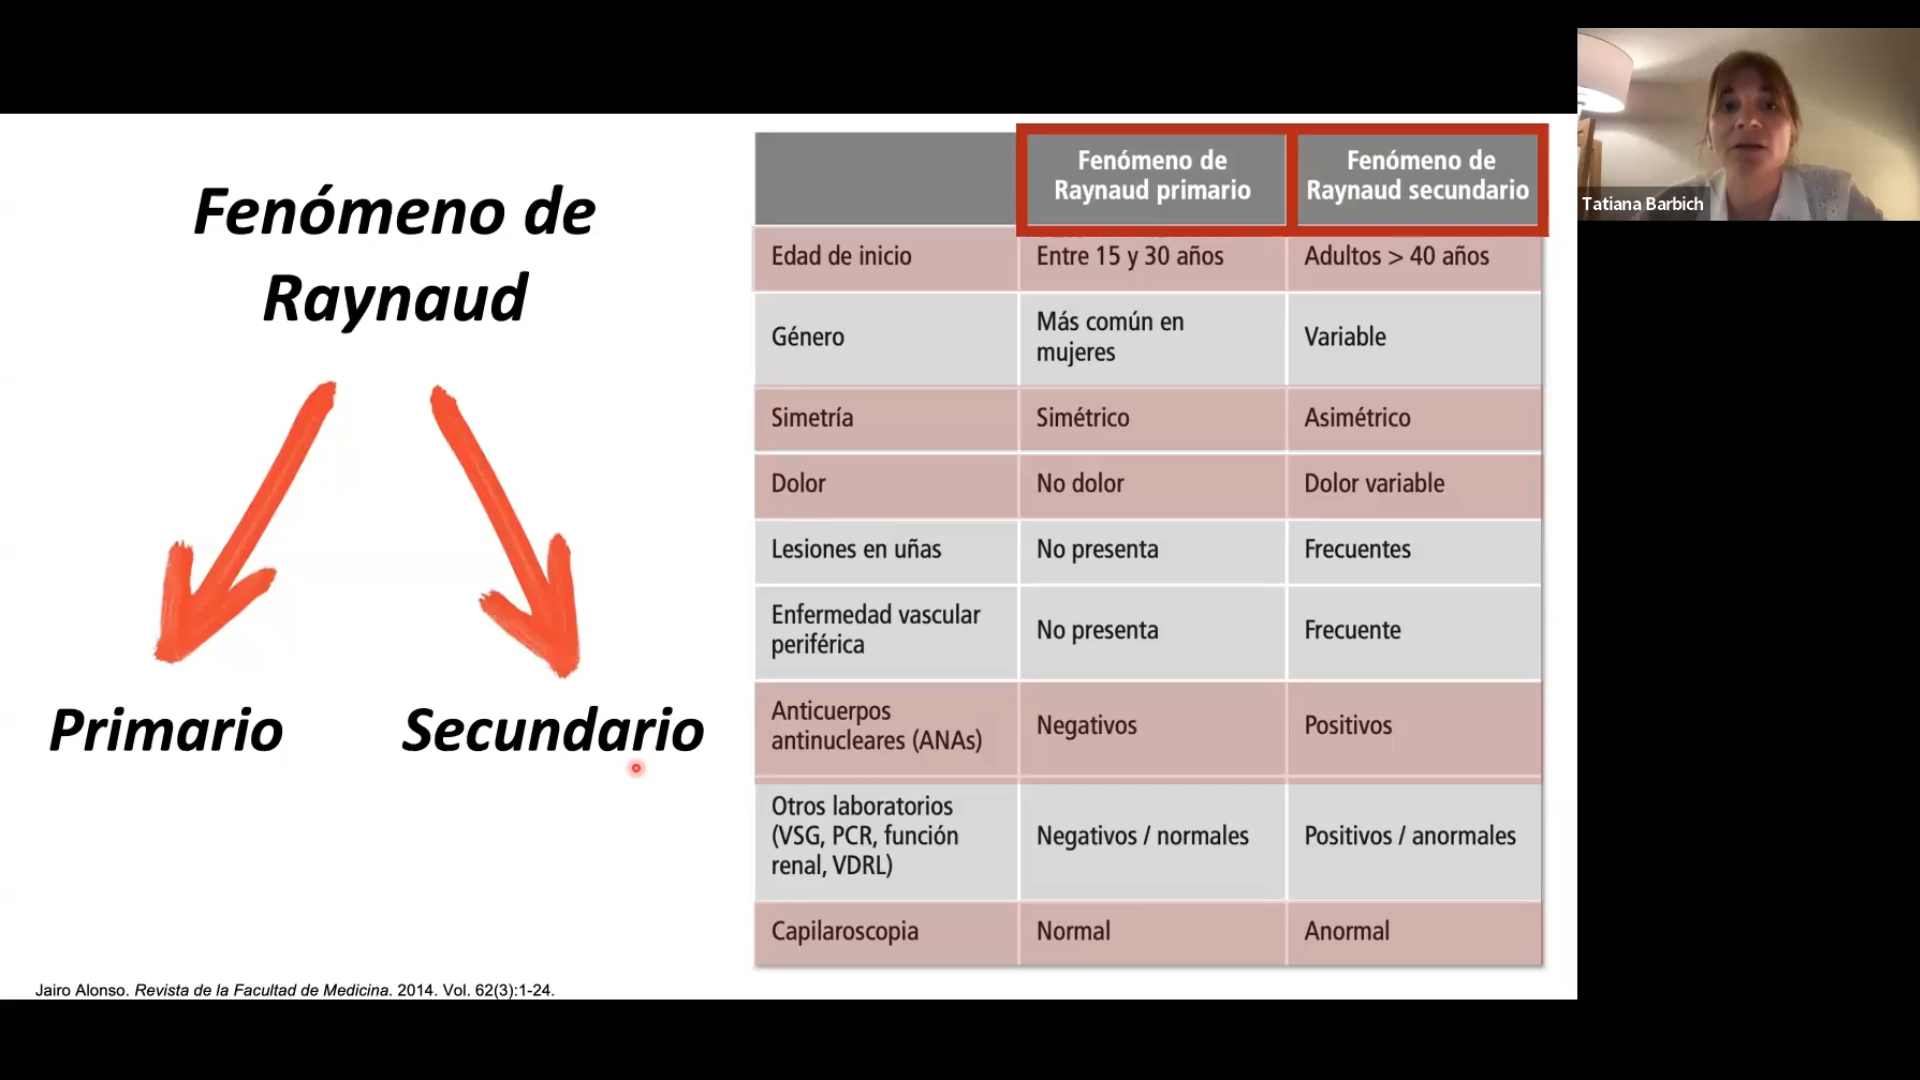 Fenómeno de
Raynaud
Primario
Secundario
Fenómeno de
Raynaud primario
Fenómeno de
Raynaud secundario
Edad de inicio
Entre 15 y 30 años
Adultos > 40 años
Género
Más común en
mujeres
Variable
Simetría
Simétrico
Asimétrico
Dolor
No dolor
Dolor variable
Lesiones en uñas
No presenta
Frecuentes
Enfermedad vascular
periférica
No presenta
Frecuente
Anticuerpos
antinucleares (ANAs)
Negativos
Positivos
Otros laboratorios
(VSG, PCR, función
renal, VDRL)
Negativos / normales
Positivos / anormales
Capilaroscopia
Normal
Anormal
Jairo Alonso. Revista de la Facultad de Medicina. 2014. Vol. 62(3):1-24.
Tatiana Barbich